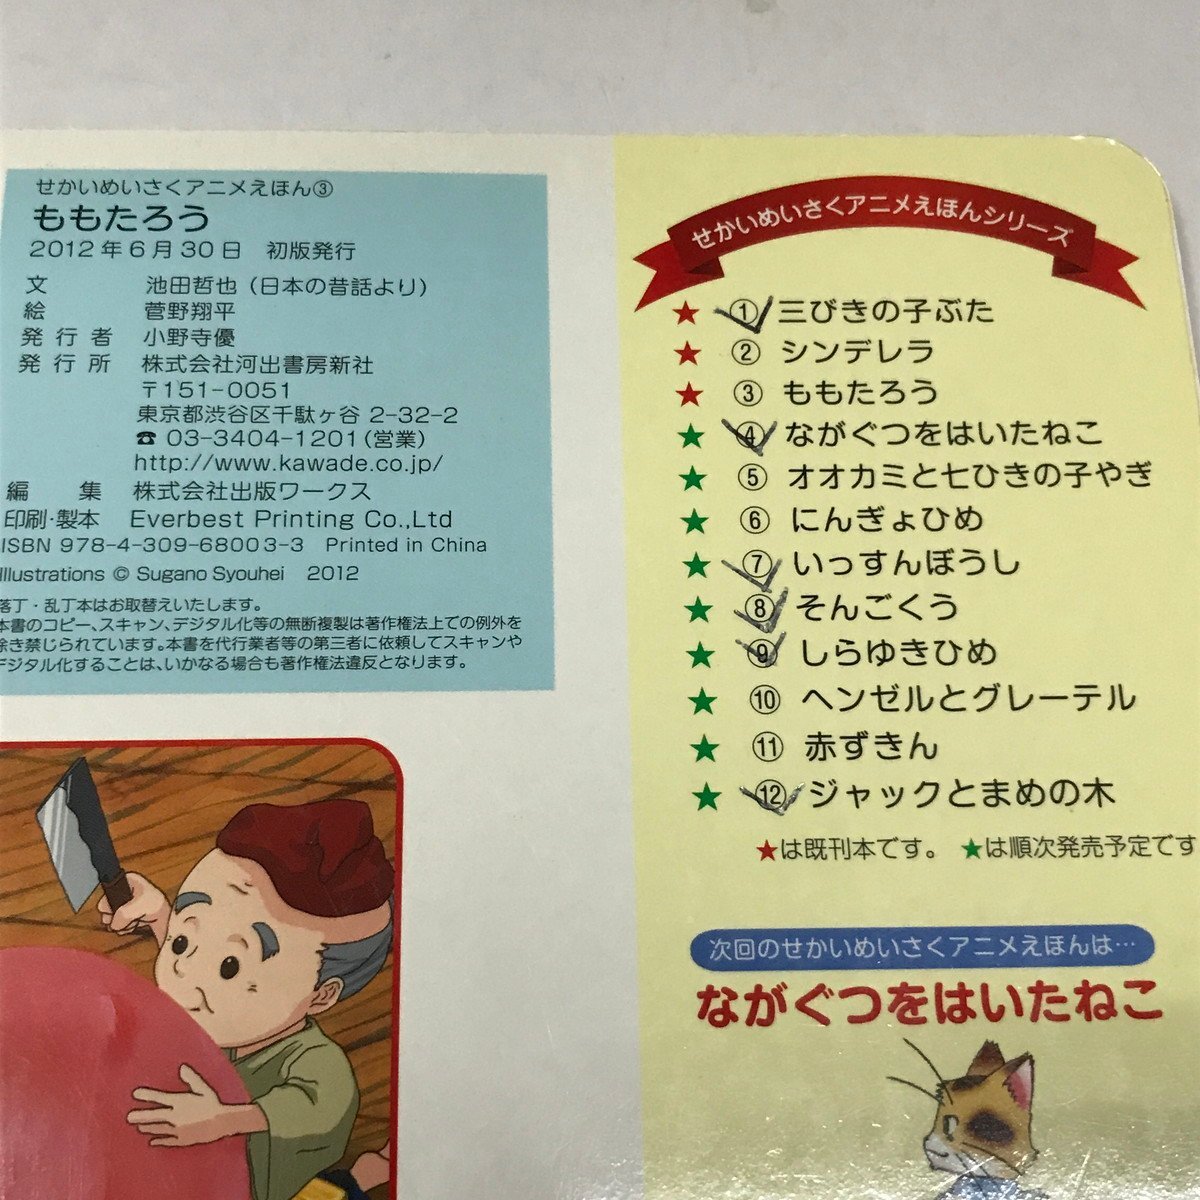 せかいめいさくアニメえほん③
ももたろう
2012年6月30日 初版発行
文 池田哲也（日本の昔話より）
絵 菅野翔平
発行者 小野寺優
発行所 株式会社河出書房新社
〒151-0051
東京都渋谷区千駄ヶ谷 2-32-2
☎ 03-3404-1201（営業）
http://www.kawade.co.jp/
編集 株式会社出版ワークス
印刷・製本 Everbest Printing Co.,Ltd
ISBN 978-4-309-68003-3 Printed in China
Illustrations © Sugano Syouhei 2012
落丁・乱丁本はお取替えいたします。
本書のコピー、スキャン、デジタル化等の無断複製は著作権法上での例外を
除き禁じられています。本書を代行業者等の第三者に依頼してスキャンや
デジタル化することは、いかなる場合も著作権法違反となります。
せかいめいさくアニメえほんシリーズ
★ ① 三びきの子ぶた
★ ② シンデレラ
★ ③ ももたろう
★ ④ ながぐつをはいたねこ
★ ⑤ オオカミと七ひきの子やぎ
★ ⑥ にんぎょひめ
★ ⑦ いっすんぼうし
★ ⑧ そんごくう
★ ⑨ しらゆきひめ
★ ⑩ ヘンゼルとグレーテル
★ ⑪ 赤ずきん
★ ⑫ ジャックとまめの木
★は既刊本です。 ★は順次発売予定です
次回のせかいめいさくアニメえほんは…
ながぐつをはいたねこ